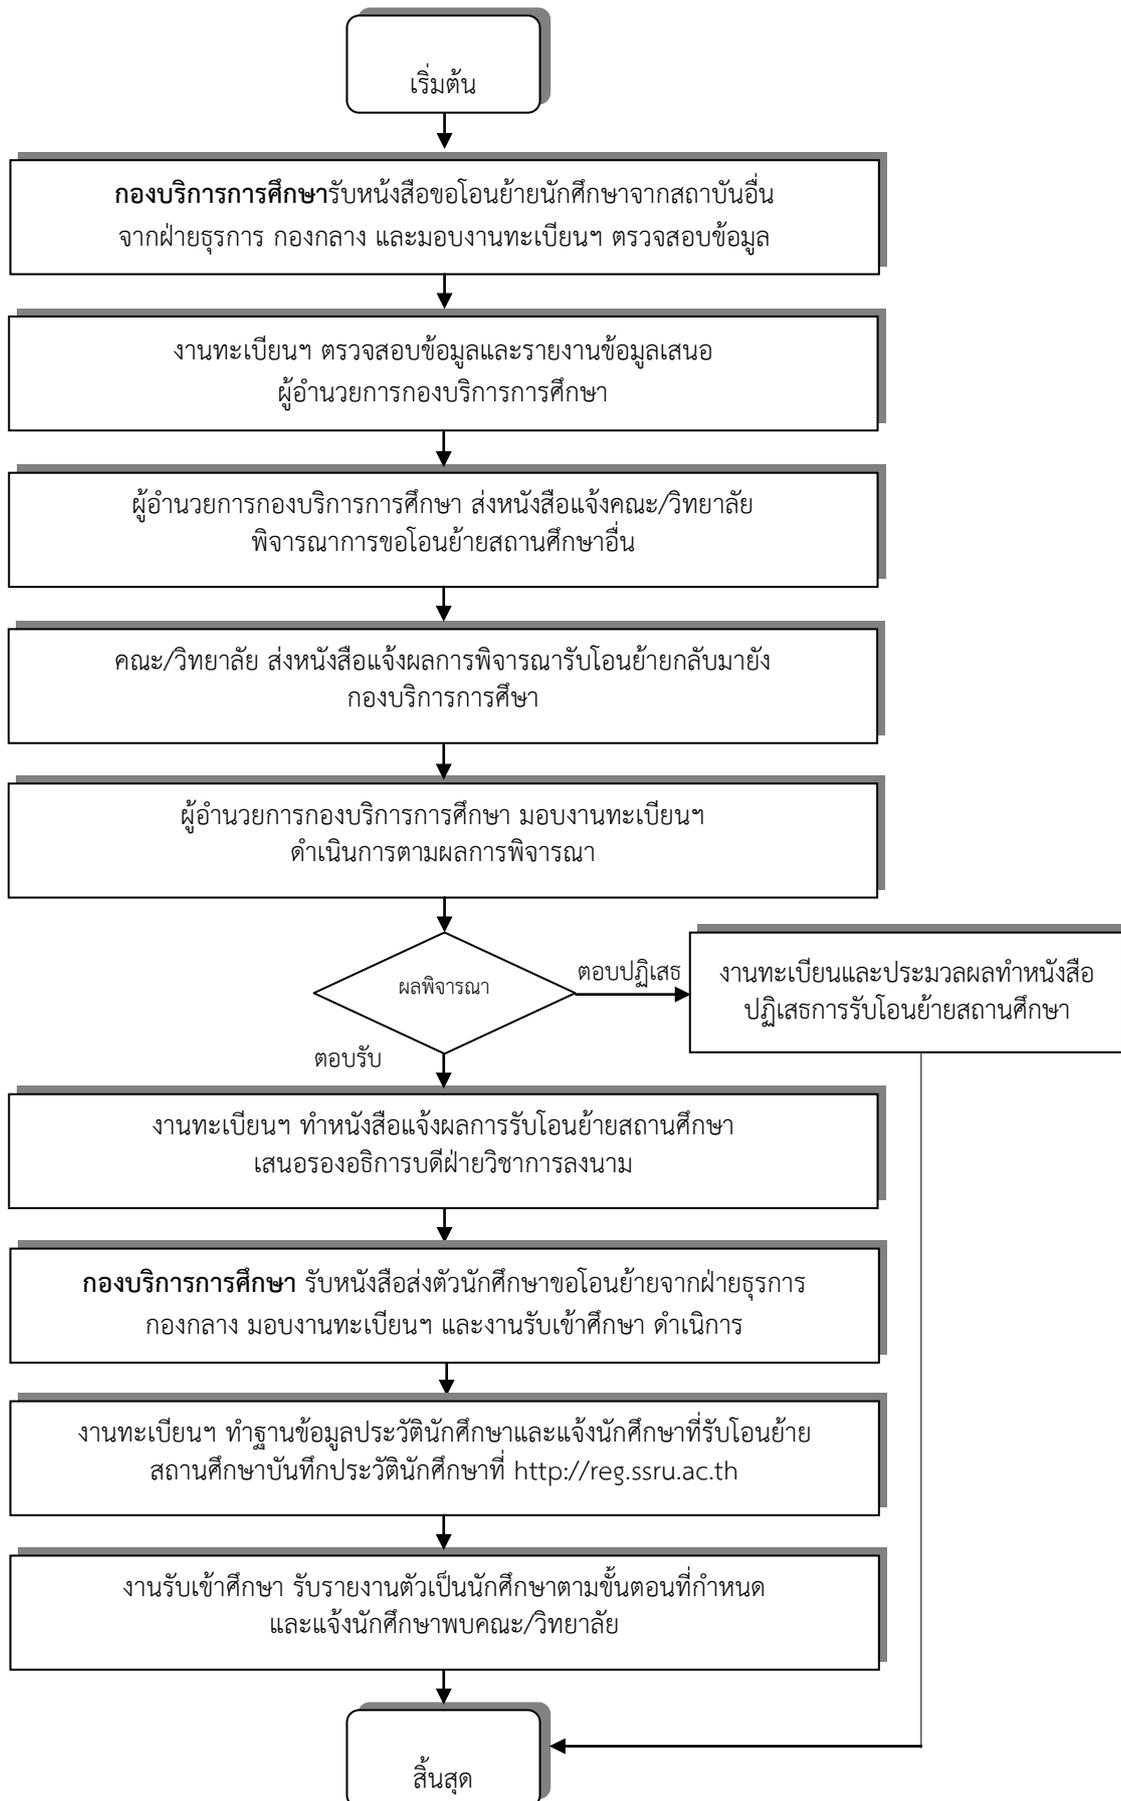 เริ่มต้น
กองบริการการศึกษารับหนังสือขอโอนย้ายนักศึกษาจากสถาบันอื่น
จากฝ่ายธุรการ กองกลาง และมอบงานทะเบียนฯ ตรวจสอบข้อมูล
งานทะเบียนฯ ตรวจสอบข้อมูลและรายงานข้อมูลเสนอ
ผู้อำนวยการกองบริการการศึกษา
ผู้อำนวยการกองบริการการศึกษา ส่งหนังสือแจ้งคณะ/วิทยาลัย
พิจารณาการขอโอนย้ายสถานศึกษาอื่น
คณะ/วิทยาลัย ส่งหนังสือแจ้งผลการพิจารณารับโอนย้ายกลับมายัง
กองบริการการศึษา
ผู้อำนวยการกองบริการการศึกษา มอบงานทะเบียนฯ
ดำเนินการตามผลการพิจารณา
ผลพิจารณา
ตอบปฏิเสธ
งานทะเบียนและประมวลผลทำหนังสือ
ปฏิเสธการรับโอนย้ายสถานศึกษา
ตอบรับ
งานทะเบียนฯ ทำหนังสือแจ้งผลการรับโอนย้ายสถานศึกษา
เสนอรองอธิการบดีฝ่ายวิชาการลงนาม
กองบริการการศึกษา รับหนังสือส่งตัวนักศึกษาขอโอนย้ายจากฝ่ายธุรการ
กองกลาง มอบงานทะเบียนฯ และงานรับเข้าศึกษา ดำเนิการ
งานทะเบียนฯ ทำฐานข้อมูลประวัตินักศึกษาและแจ้งนักศึกษาที่รับโอนย้าย
สถานศึกษาบันทึกประวัตินักศึกษาที่ http://reg.ssru.ac.th
งานรับเข้าศึกษา รับรายงานตัวเป็นนักศึกษาตามขั้นตอนที่กำหนด
และแจ้งนักศึกษาพบคณะ/วิทยาลัย
สิ้นสุด